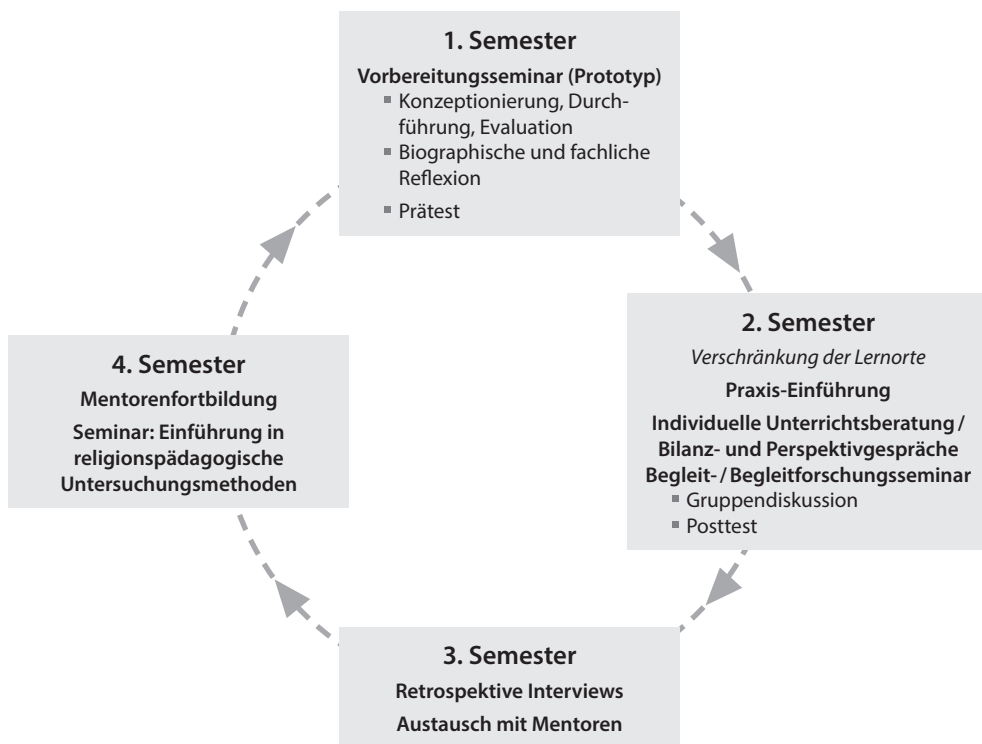 1. Semester
Vorbereitungsseminar (Prototyp)
▪ Konzeptionierung, Durch-
führung, Evaluation
▪ Biographische und fachliche
Reflexion
▪ Prätest
2. Semester
Verschränkung der Lernorte
Praxis-Einführung
Individuelle Unterrichtsberatung /
Bilanz- und Perspektivgespräche
Begleit- / Begleitforschungsseminar
▪ Gruppendiskussion
▪ Posttest
3. Semester
Retrospektive Interviews
Austausch mit Mentoren
4. Semester
Mentorenfortbildung
Seminar: Einführung in
religionspädagogische
Untersuchungsmethoden